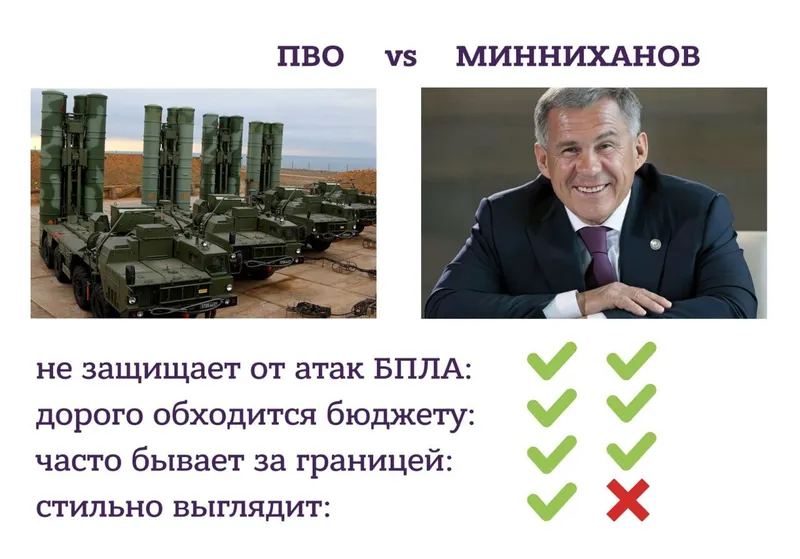 ПВО vs МИННИХАНОВ
не защищает от атак БПЛА:
дорого обходится бюджету:
часто бывает за границей:
стильно выглядит: